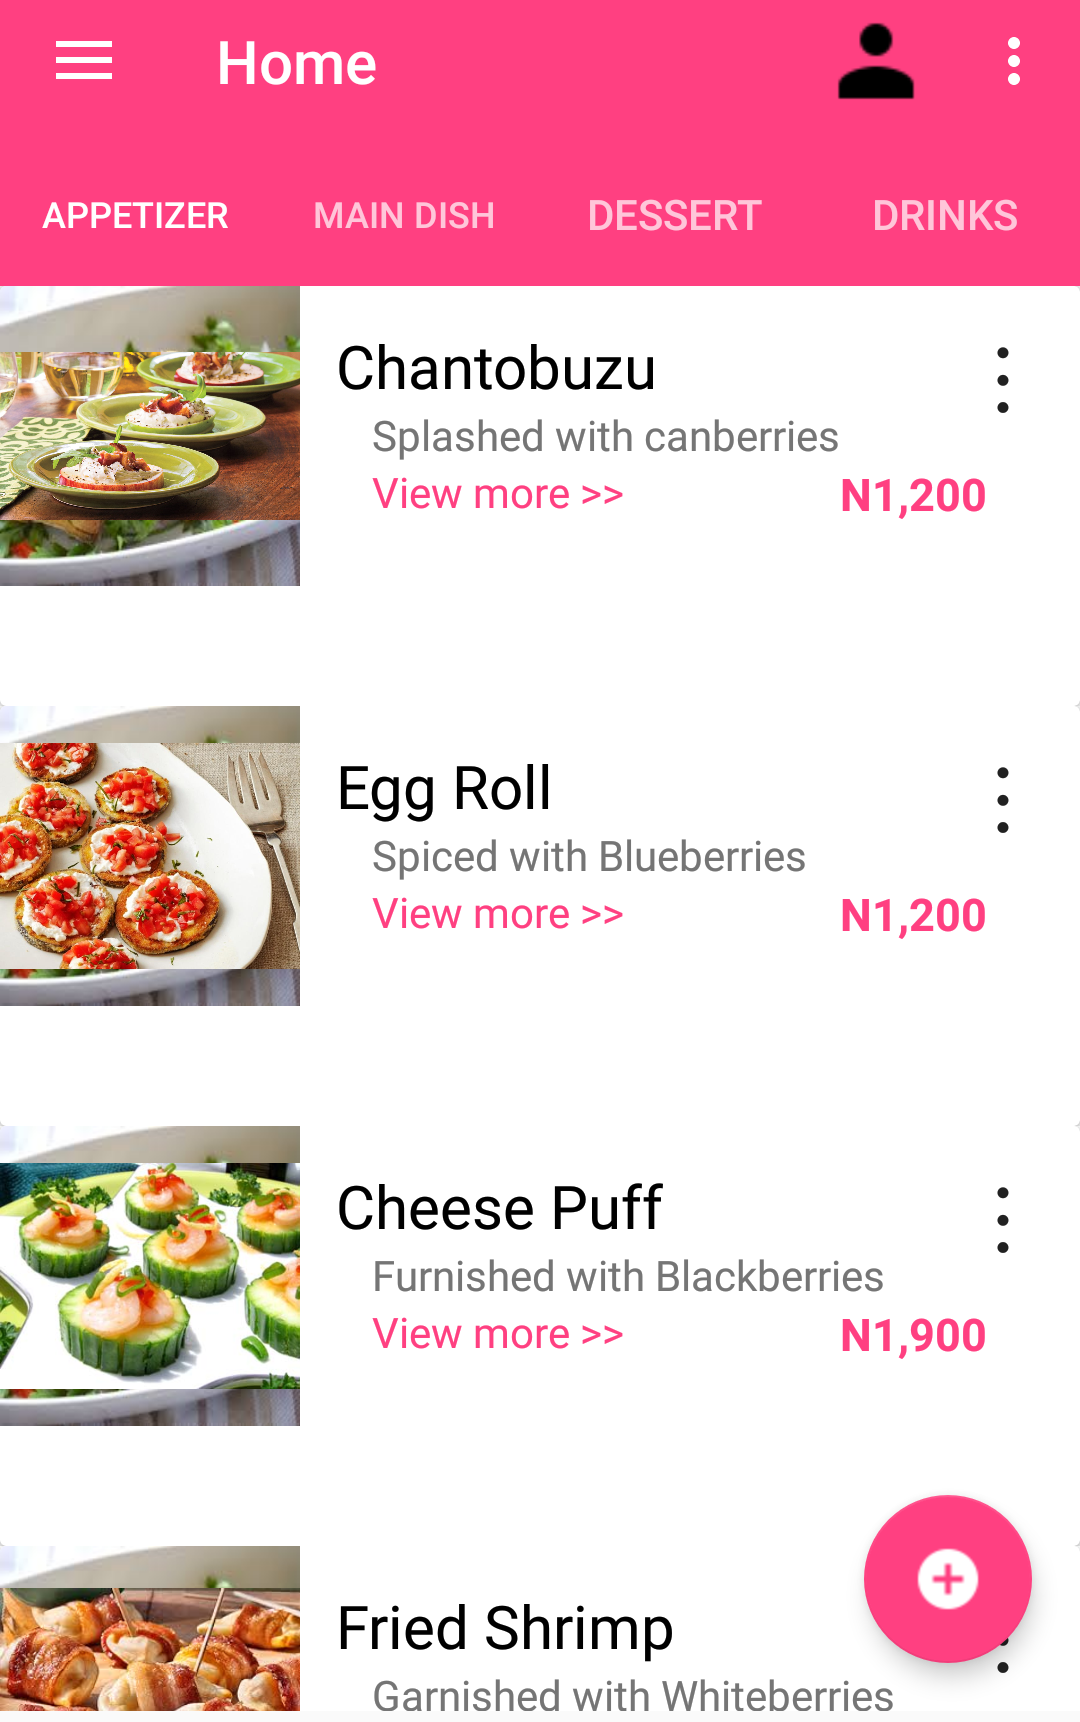 Home
APPETIZER MAIN DISH DESSERT DRINKS
Chantobuzu
Splashed with canberries
View more >> N1,200
Egg Roll
Spiced with Blueberries
View more >> N1,200
Cheese Puff
Furnished with Blackberries
View more >> N1,900
Fried Shrimp
Garnished with Whiteberries